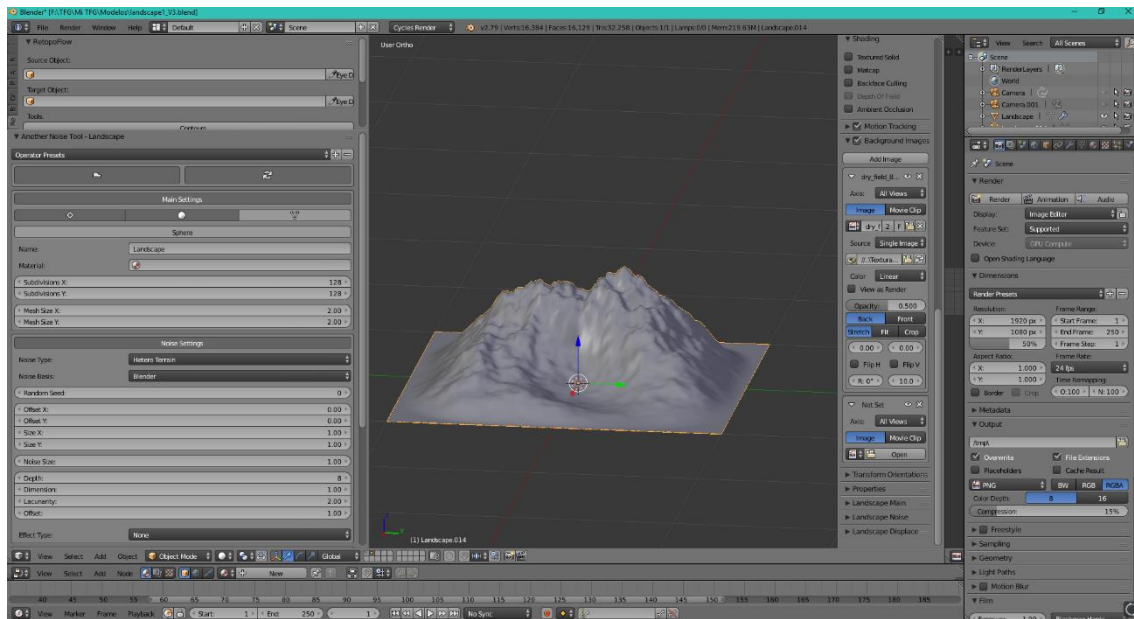 Blender* [F:\TFG\Mi TFG\Modelos\landscape1_V3.blend]
File Render Window Help Default Scene Cycles Render v2.79 | Verts:16,384 | Faces:16,129 | Tris:32,258 | Objects:1/1 | Lamps:0/0 | Mem:219.63M | Landscape.014
RetopoFlow
Source Object:
Eye D
Target Object:
Eye D
Tools:
Contours
Another Noise Tool - Landscape
Operator Presets
Main Settings
Sphere
Name: Landscape
Material:
Subdivisions X: 128
Subdivisions Y: 128
Mesh Size X: 2.00
Mesh Size Y: 2.00
Noise Settings
Noise Type: Hetero Terrain
Noise Basis: Blender
Random Seed: 0
Offset X: 0.00
Offset Y: 0.00
Size X: 1.00
Size Y: 1.00
Noise Size: 1.00
Depth: 8
Dimension: 1.00
Lacunarity: 2.00
Offset: 1.00
Effect Type: None
User Ortho
(1) Landscape.014
Shading
Textured Solid
Matcap
Backface Culling
Depth Of Field
Ambient Occlusion
Motion Tracking
Background Images
Add Image
dry_field_B...
Axis: All Views
Image Movie Clip
dry_f 2 F
Source Single Image
//.\Textura...
Color Linear
View as Render
Opacity: 0.500
Back Front
Stretch Fit Crop
0.00 0.00
Flip H Flip V
R: 0° 10.0
Not Set
Axis: All Views
Image Movie Clip
Open
Transform Orientations
Properties
Landscape Main
Landscape Noise
Landscape Displace
View Search All Scenes
Scene
RenderLayers
World
Camera
Camera.001
Landscape
Scene
Render
Render Animation Audio
Display: Image Editor
Feature Set: Supported
Device: GPU Compute
Open Shading Language
Dimensions
Render Presets
Resolution: Frame Range:
X: 1920 px Start Frame: 1
Y: 1080 px End Frame: 250
50% Frame Step: 1
Aspect Ratio: Frame Rate:
X: 1.000 24 fps
Y: 1.000 Time Remapping:
Border Crop O:100 N:100
Metadata
Output
/tmp\
Overwrite File Extensions
Placeholders Cache Result
PNG BW RGB RGBA
Color Depth: 8 16
Compression: 15%
Freestyle
Sampling
Geometry
Light Paths
Motion Blur
Film
View Select Add Object Object Mode Global
View Select Add Node New
40 45 50 55 60 65 70 75 80 85 90 95 100 105 110 115 120 125 130 135 140 145 150 155 160 165 170 175 180 185
View Marker Frame Playback Start: 1 End: 250 1 No Sync